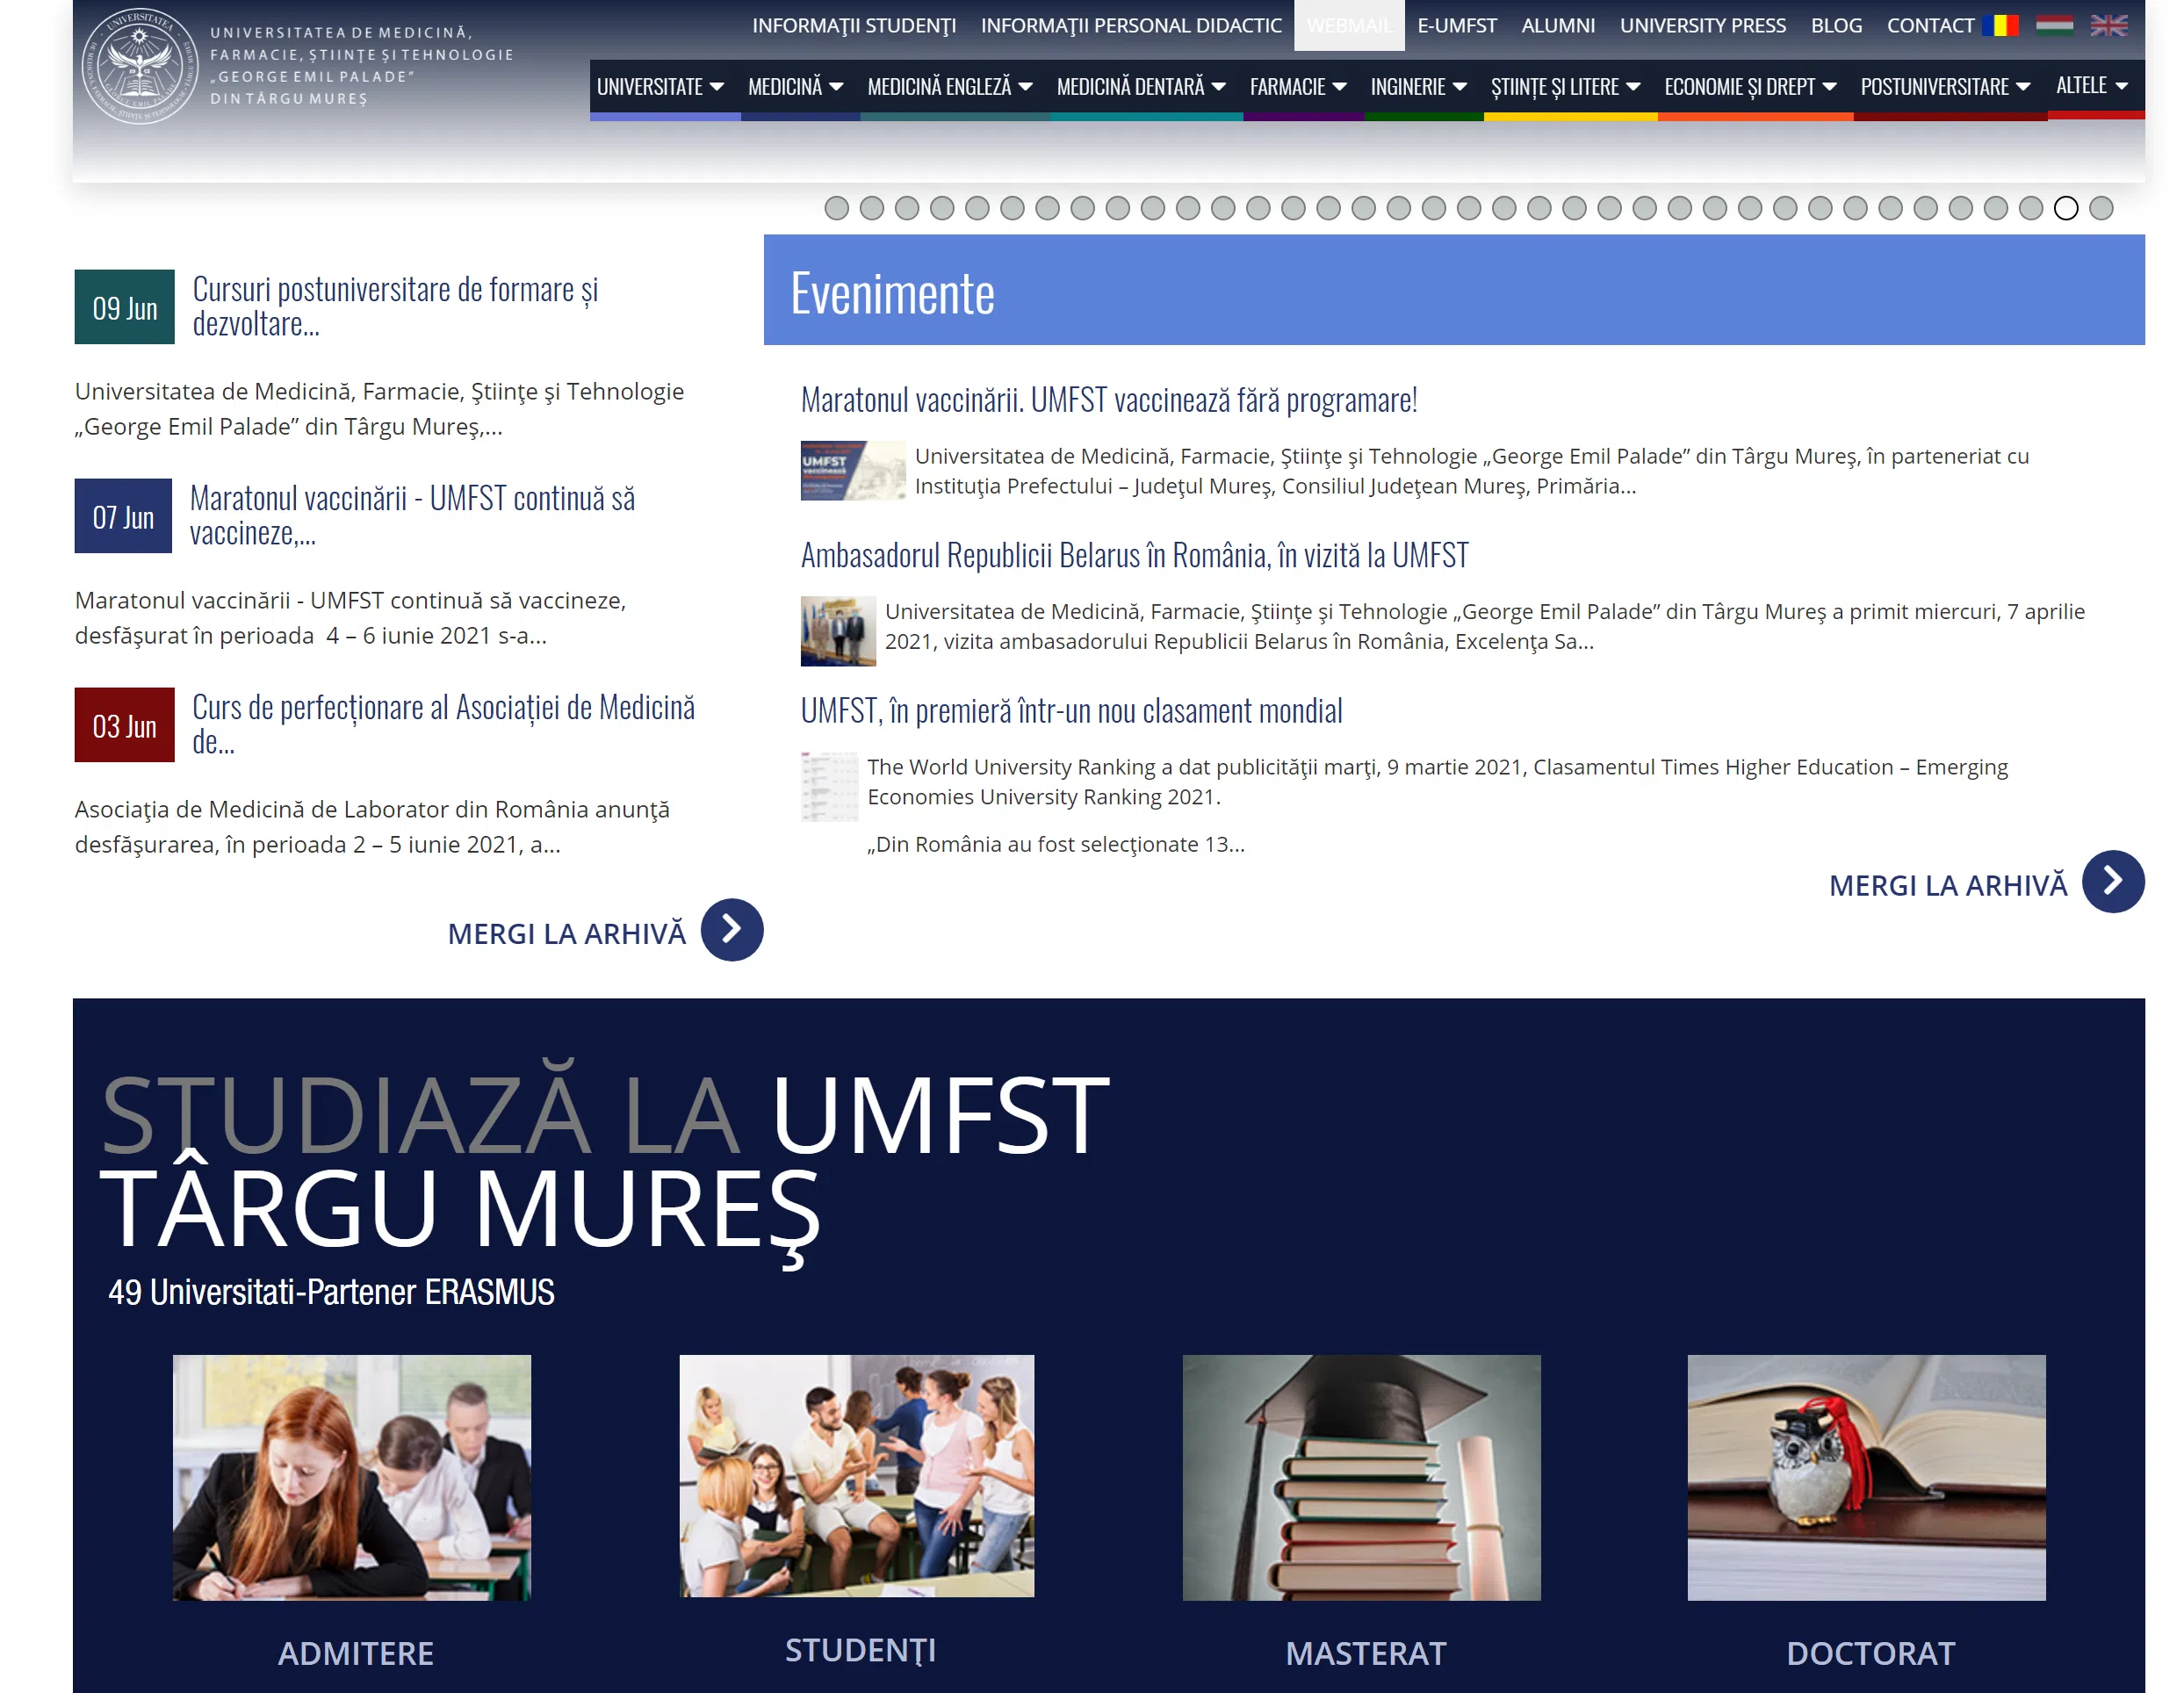 UNIVERSITATEA DE MEDICINĂ,
FARMACIE, ŞTIINŢE ŞI TEHNOLOGIE
„GEORGE EMIL PALADE”
DIN TÂRGU MUREŞ
INFORMAŢII STUDENŢI INFORMAŢII PERSONAL DIDACTIC WEBMAIL E-UMFST ALUMNI UNIVERSITY PRESS BLOG CONTACT
UNIVERSITATE MEDICINĂ MEDICINĂ ENGLEZĂ MEDICINĂ DENTARĂ FARMACIE INGINERIE ȘTIINȚE ȘI LITERE ECONOMIE ȘI DREPT POSTUNIVERSITARE ALTELE
09 Jun
Cursuri postuniversitare de formare și
dezvoltare...
Universitatea de Medicină, Farmacie, Ştiinţe şi Tehnologie
„George Emil Palade” din Târgu Mureş,...
07 Jun
Maratonul vaccinării - UMFST continuă să
vaccineze,...
Maratonul vaccinării - UMFST continuă să vaccineze,
desfăşurat în perioada 4 – 6 iunie 2021 s-a...
03 Jun
Curs de perfecționare al Asociației de Medicină
de...
Asociaţia de Medicină de Laborator din România anunţă
desfăşurarea, în perioada 2 – 5 iunie 2021, a...
MERGI LA ARHIVĂ
Evenimente
Maratonul vaccinării. UMFST vaccinează fără programare!
UMFST
vaccinează
Universitatea de Medicină, Farmacie, Ştiinţe şi Tehnologie „George Emil Palade” din Târgu Mureş, în parteneriat cu
Instituţia Prefectului – Judeţul Mureş, Consiliul Judeţean Mureş, Primăria...
Ambasadorul Republicii Belarus în România, în vizită la UMFST
Universitatea de Medicină, Farmacie, Ştiinţe şi Tehnologie „George Emil Palade” din Târgu Mureş a primit miercuri, 7 aprilie
2021, vizita ambasadorului Republicii Belarus în România, Excelenţa Sa...
UMFST, în premieră într-un nou clasament mondial
The World University Ranking a dat publicităţii marţi, 9 martie 2021, Clasamentul Times Higher Education – Emerging
Economies University Ranking 2021.
„Din România au fost selecţionate 13...
MERGI LA ARHIVĂ
STUDIAZĂ LA UMFST
TÂRGU MUREŞ
49 Universitati-Partener ERASMUS
ADMITERE
STUDENŢI
MASTERAT
DOCTORAT